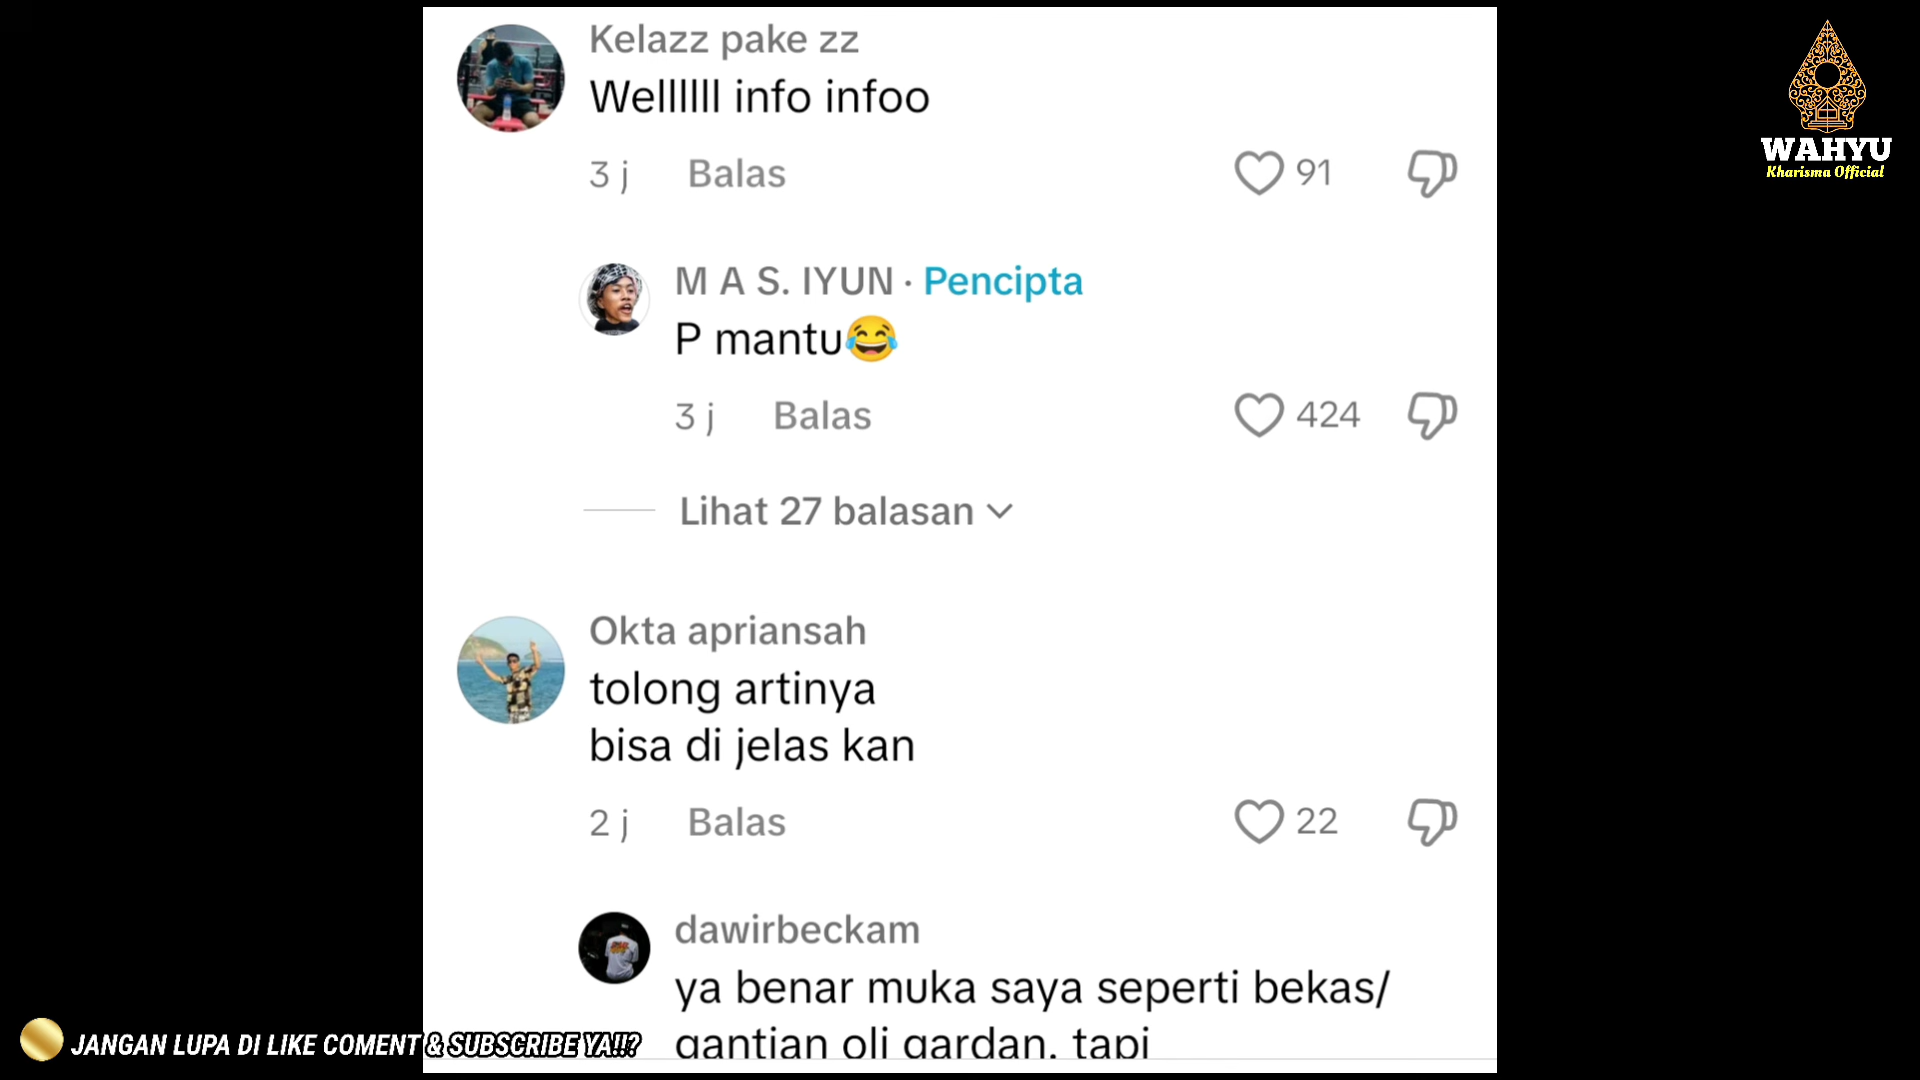 Kelazz pake zz
Wellllll info infoo
3 j Balas 91
M A S. IYUN · Pencipta
P mantu😂
3 j Balas 424
Lihat 27 balasan
Okta apriansah
tolong artinya
bisa di jelas kan
2 j Balas 22
dawirbeckam
ya benar muka saya seperti bekas/
gantian oli gardan. tapi
WAHYU
Kharisma Official
JANGAN LUPA DI LIKE COMENT & SUBSCRIBE YA!!?